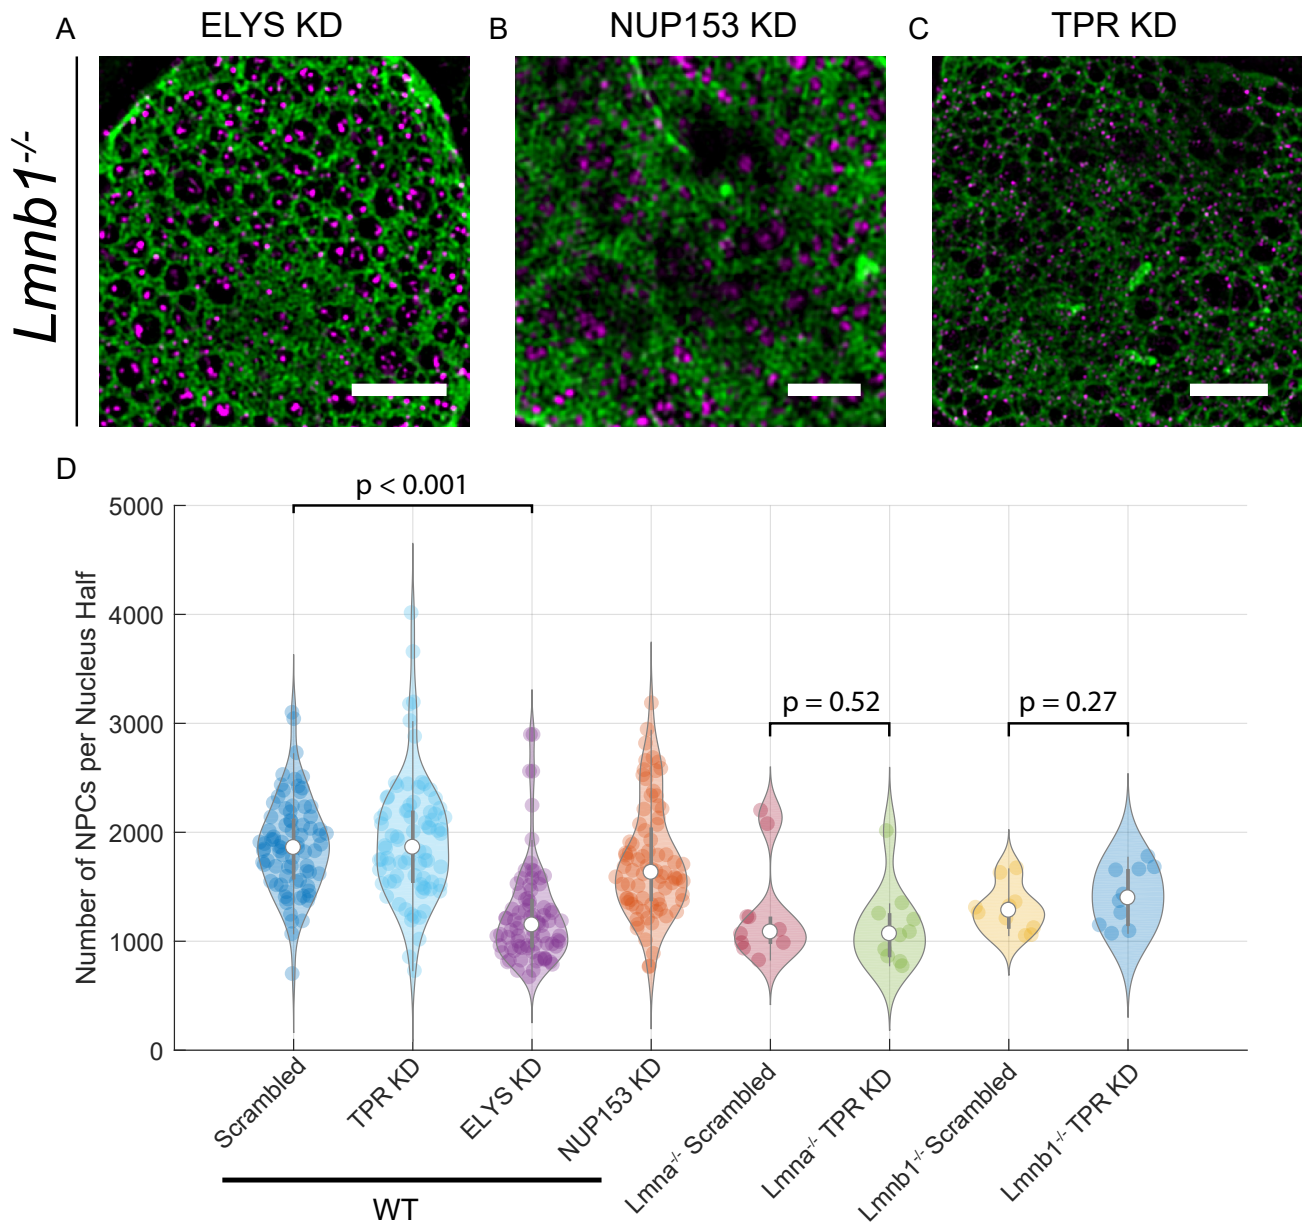 A ELYS KD B NUP153 KD C TPR KD
Lmnb1-/-
D
p < 0.001
p = 0.52
p = 0.27
Number of NPCs per Nucleus Half
5000
4000
3000
2000
1000
0
Scrambled
TPR KD
ELYS KD
NUP153 KD
Lmna-/- Scrambled
Lmna-/- TPR KD
Lmnb1-/- Scrambled
Lmnb1-/- TPR KD
WT